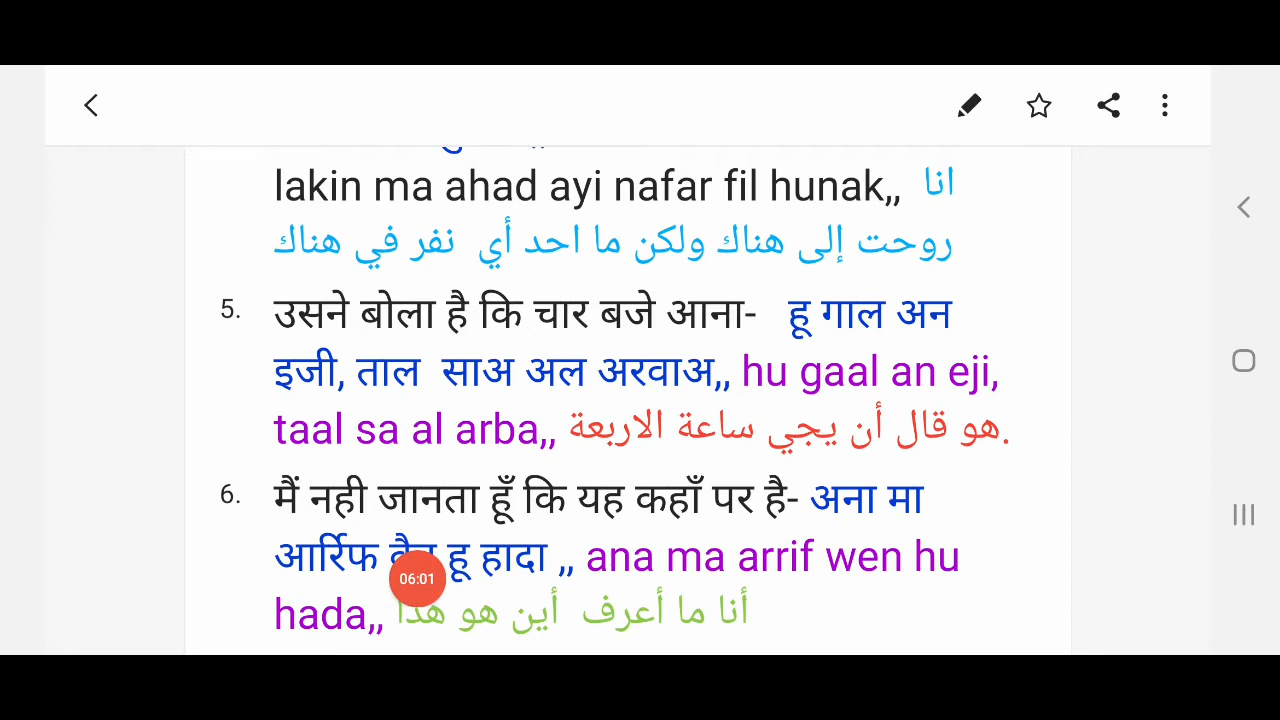 lakin ma ahad ayi nafar fil hunak,, انا
روحت إلى هناك ولكن ما احد أي نفر في هناك
5. उसने बोला है कि चार बजे आना- हू गाल अन
इजी, ताल साअ अल अरवाअ,, hu gaal an eji,
taal sa al arba,, هو قال أن يجي ساعة الاربعة.
6. मैं नही जानता हूँ कि यह कहाँ पर है- अना मा
आर्रिफ हू हादा ,, ana ma arrif wen hu
hada,, أنا ما أعرف أين هو هذا
06:01